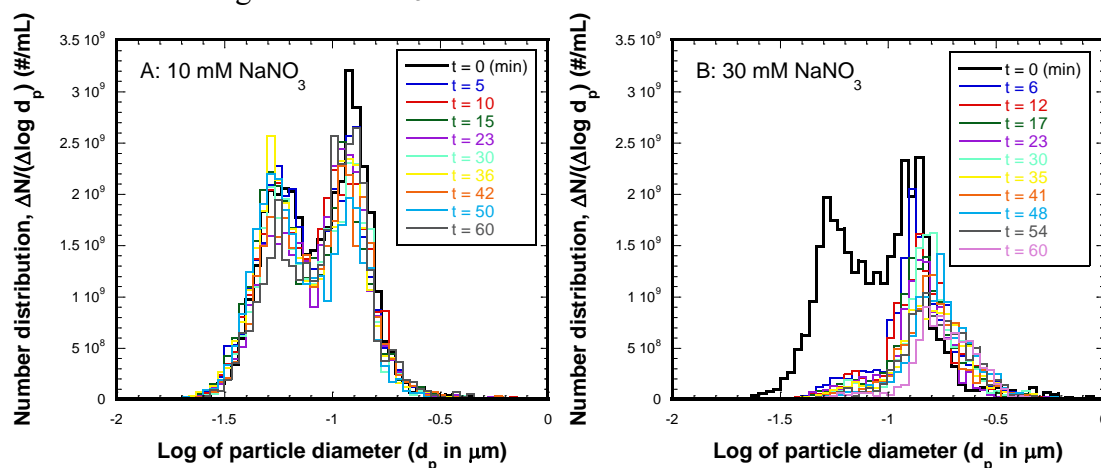 Number distribution, ΔN/(Δlog dp) (#/mL)
3.5 10⁹
3 10⁹
2.5 10⁹
2 10⁹
1.5 10⁹
1 10⁹
5 10⁸
0
A: 10 mM NaNO₃
t = 0 (min)
t = 5
t = 10
t = 15
t = 23
t = 30
t = 36
t = 42
t = 50
t = 60
-2 -1.5 -1 -0.5 0
Log of particle diameter (dp in μm)
Number distribution, ΔN/(Δlog dp) (#/mL)
3.5 10⁹
3 10⁹
2.5 10⁹
2 10⁹
1.5 10⁹
1 10⁹
5 10⁸
0
B: 30 mM NaNO₃
t = 0 (min)
t = 6
t = 12
t = 17
t = 23
t = 30
t = 35
t = 41
t = 48
t = 54
t = 60
-2 -1.5 -1 -0.5 0
Log of particle diameter (dp in μm)